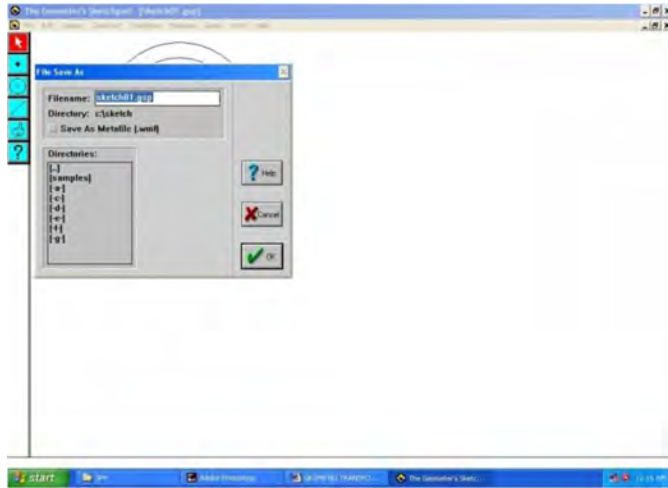 The Geometer's Sketchpad - [Sketch01.gsp]
File Save As
Filename: sketch01.gsp
Directory: c:\sketch
Save As Metafile (.wmf)
Directories:
[..]
[samples]
[-a-]
[-c-]
[-d-]
[-e-]
[-f-]
[-g-]
? Help
Cancel
OK
?
start
Adobe Photoshop
The Geometer's Sketc...